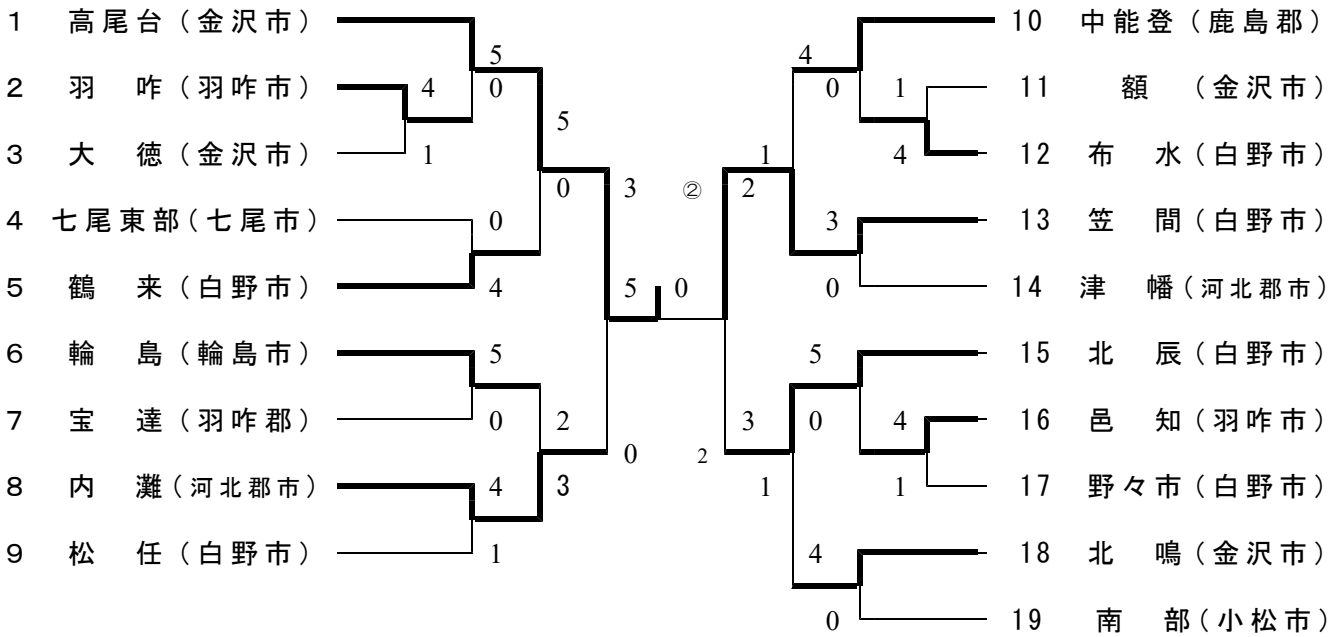 1 高尾台(金沢市)
2 羽 咋(羽咋市)
3 大 徳(金沢市)
4 七尾東部(七尾市)
5 鶴 来(白野市)
6 輪 島(輪島市)
7 宝 達(羽咋郡)
8 内 灘(河北郡市)
9 松 任(白野市)
5
4 0
1
5
0
0
4
3
5 0
5
0
2
0
4
3
1
② 
4
0 1
4
1
2
3
0
5
3 0 4
2
1 1
4
0
10 中能登(鹿島郡)
11 額 (金沢市)
12 布 水(白野市)
13 笠 間(白野市)
14 津 幡(河北郡市)
15 北 辰(白野市)
16 邑 知(羽咋市)
17 野々市(白野市)
18 北 鳴(金沢市)
19 南 部(小松市)